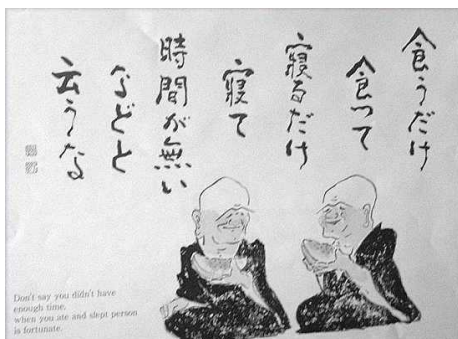 食うだけ
食って
寝るだけ
寝て
時間が無い
などと
云うな
Don't say you didn't have
enough time,
when you ate and slept person
is fortunate.